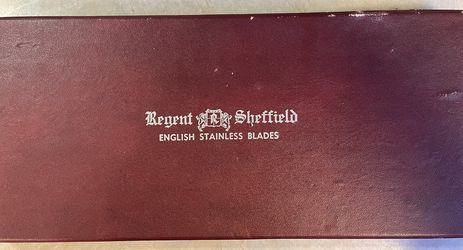 Regent R Sheffield
ENGLISH STAINLESS BLADES